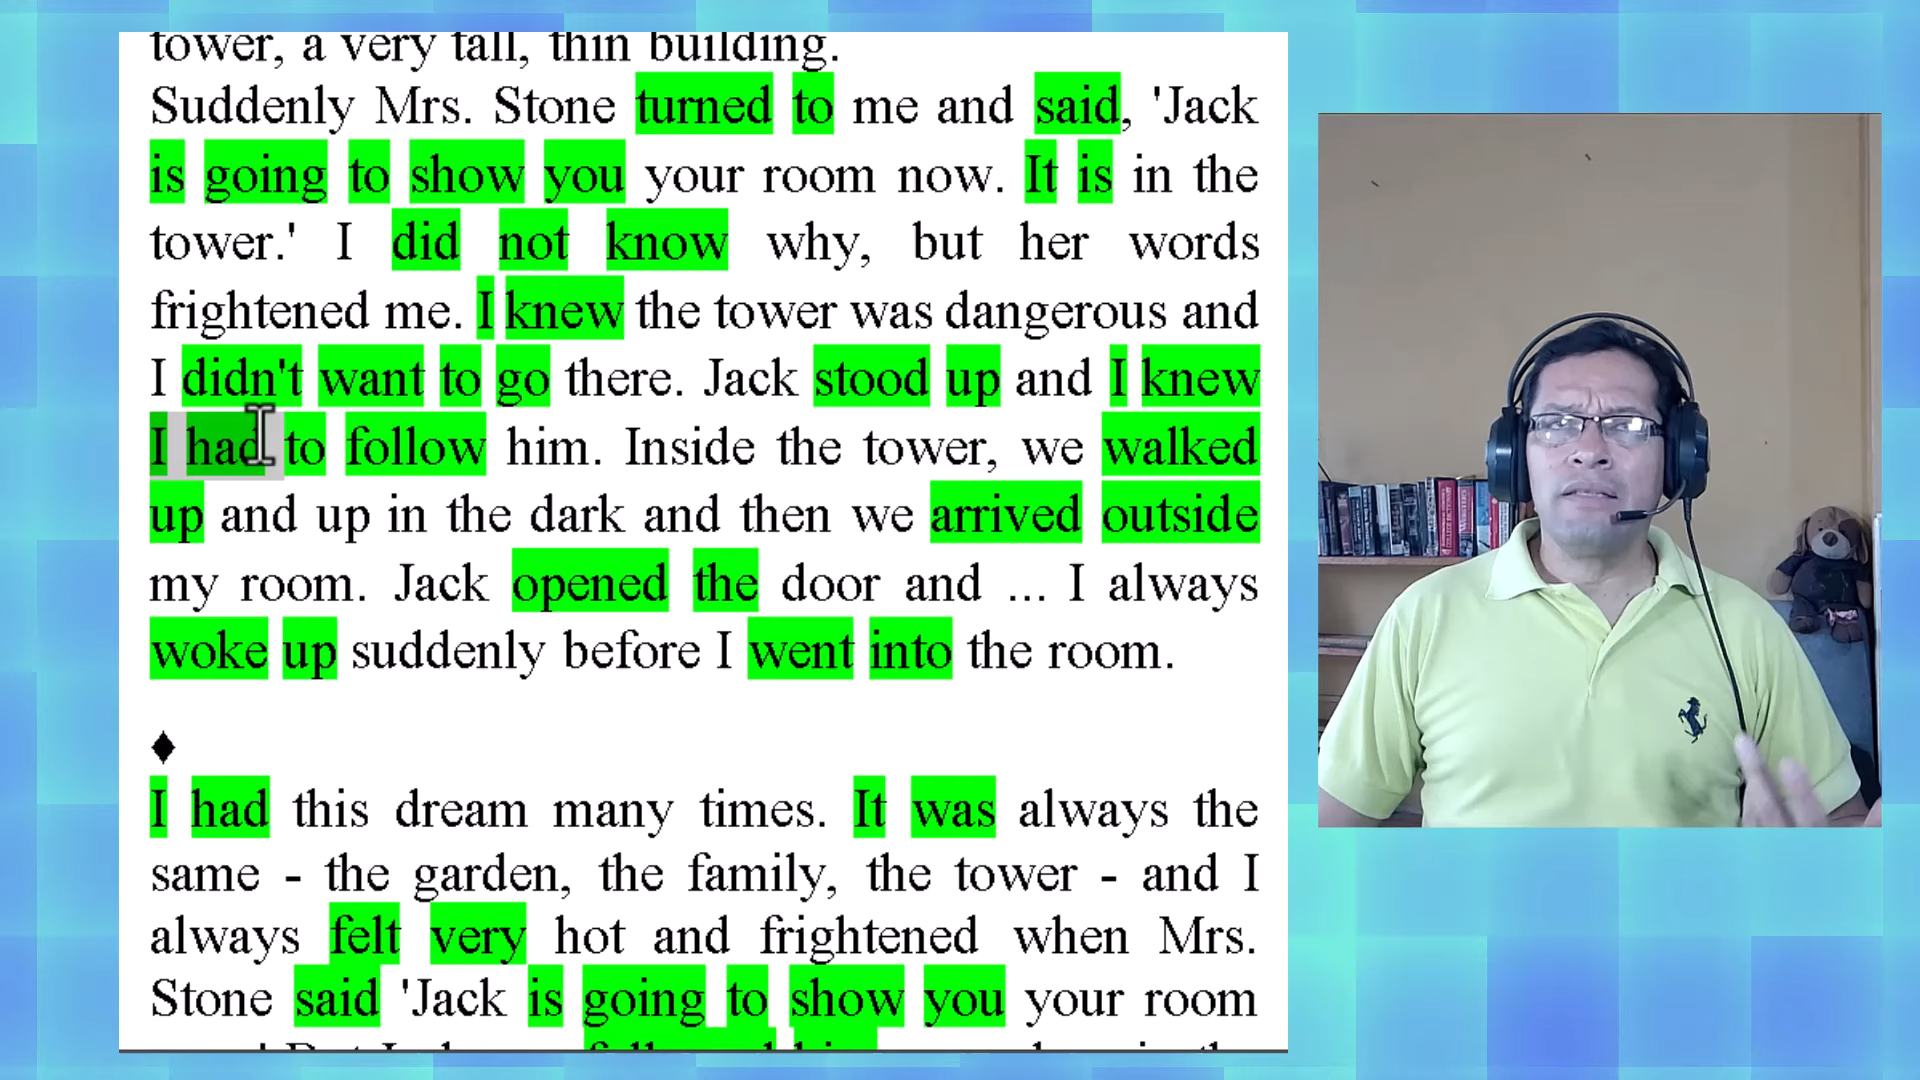 tower, a very tall, thin building.
Suddenly Mrs. Stone turned to me and said, 'Jack
is going to show you your room now. It is in the
tower.' I did not know why, but her words
frightened me. I knew the tower was dangerous and
I didn't want to go there. Jack stood up and I knew
I had to follow him. Inside the tower, we walked
up and up in the dark and then we arrived outside
my room. Jack opened the door and ... I always
woke up suddenly before I went into the room.
♦
I had this dream many times. It was always the
same - the garden, the family, the tower - and I
always felt very hot and frightened when Mrs.
Stone said 'Jack is going to show you your room